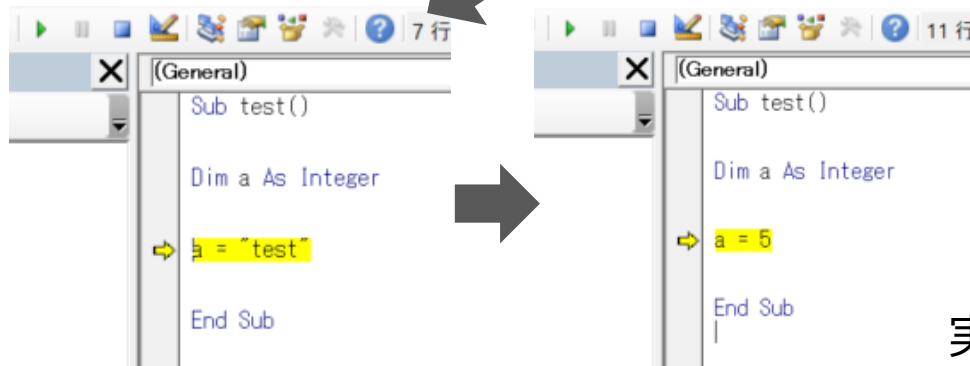 7 行
(General)
Sub test()
Dim a As Integer
a = "test"
End Sub
11 行
(General)
Sub test()
Dim a As Integer
a = 5
End Sub
実